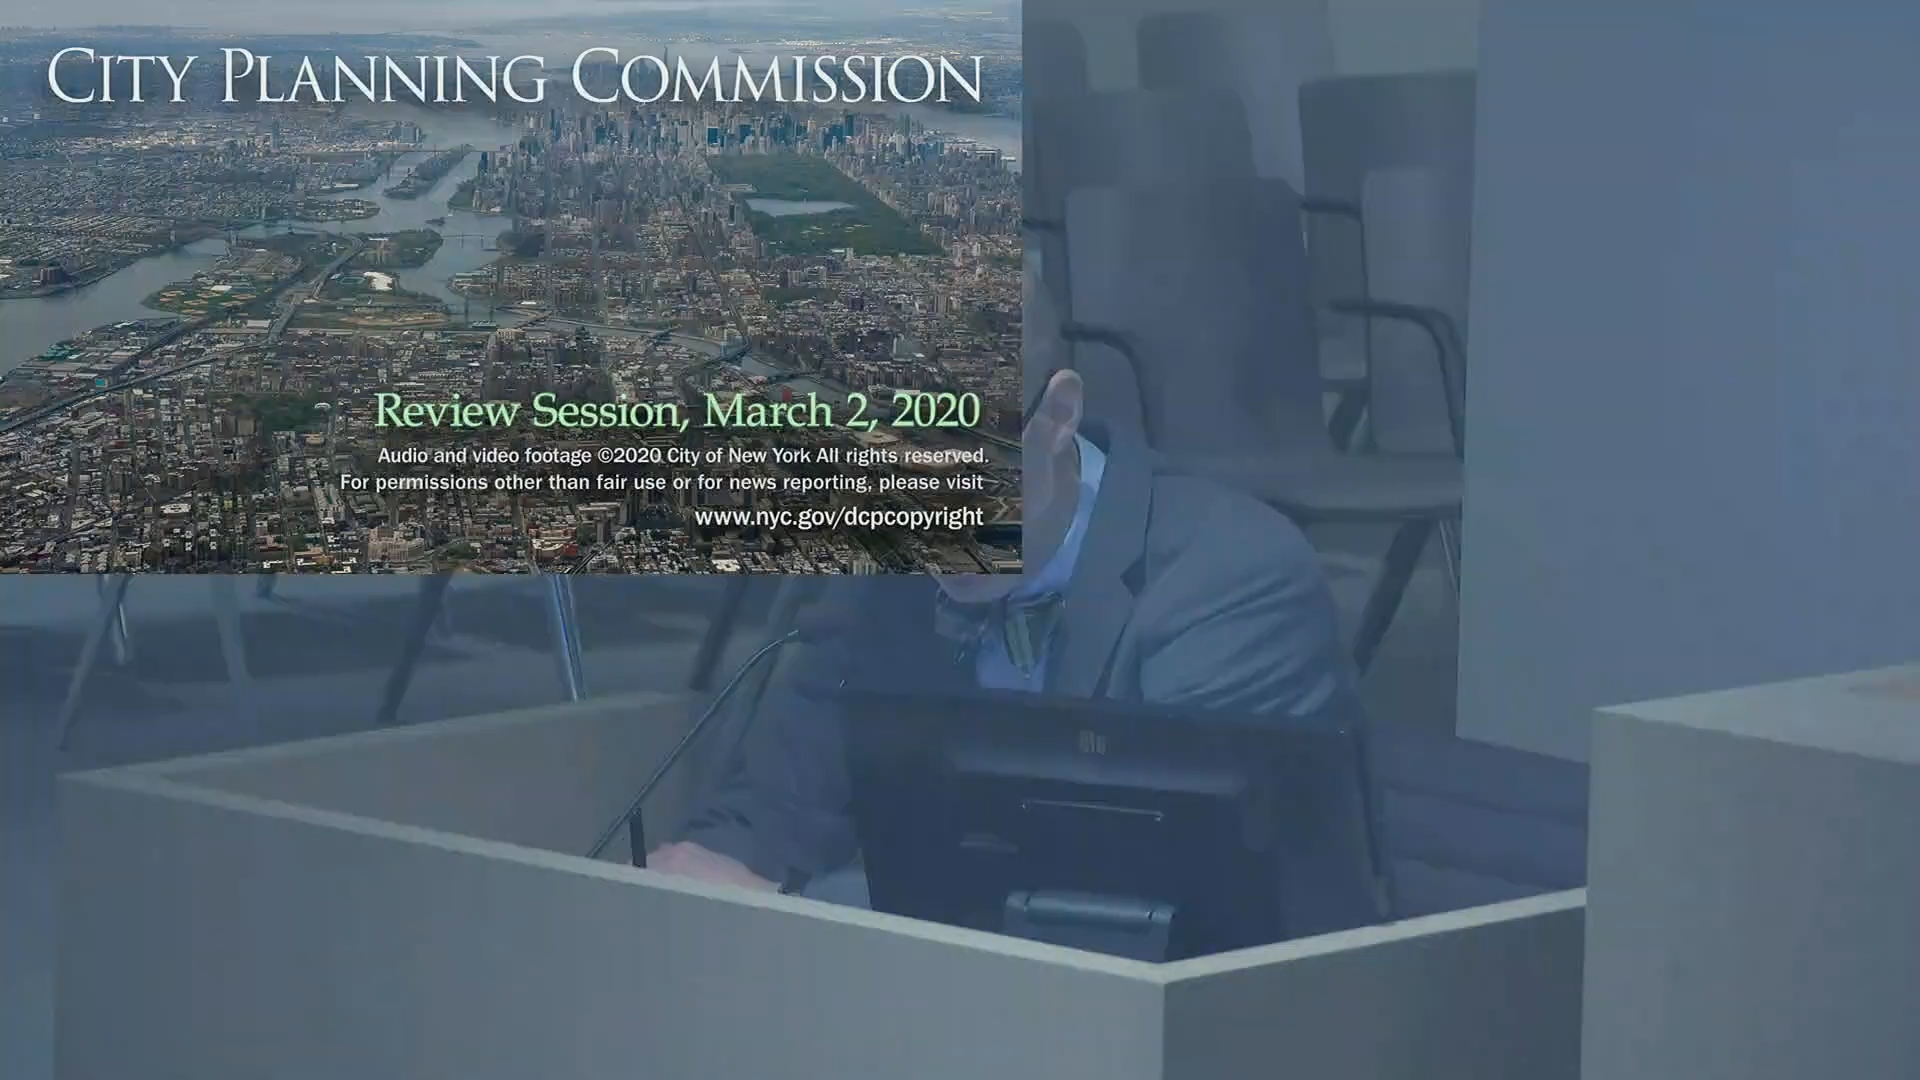 CITY PLANNING COMMISSION
Review Session, March 2, 2020
Audio and video footage ©2020 City of New York All rights reserved.
For permissions other than fair use or for news reporting, please visit
www.nyc.gov/dcpcopyright